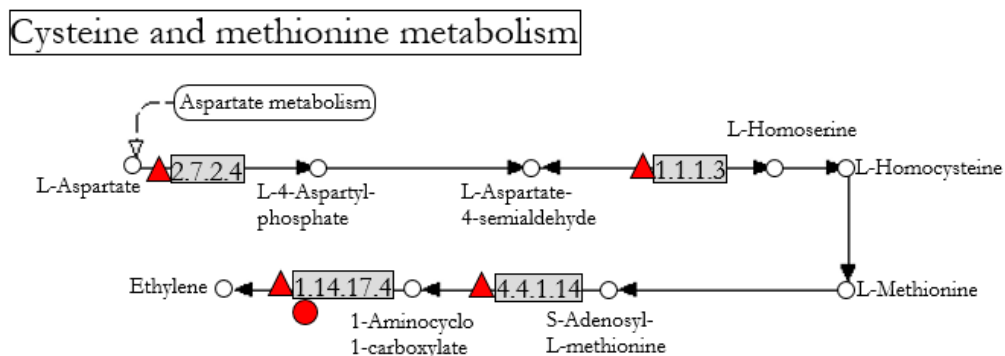 Cysteine and methionine metabolism
Aspartate metabolism
L-Homoserine
2.7.2.4
1.1.1.3
L-Homocysteine
L-Aspartate
L-4-Aspartyl-
phosphate
L-Aspartate-
4-semialdehyde
Ethylene
1.14.17.4
4.4.1.14
L-Methionine
1-Aminocyclo
1-carboxylate
S-Adenosyl-
L-methionine